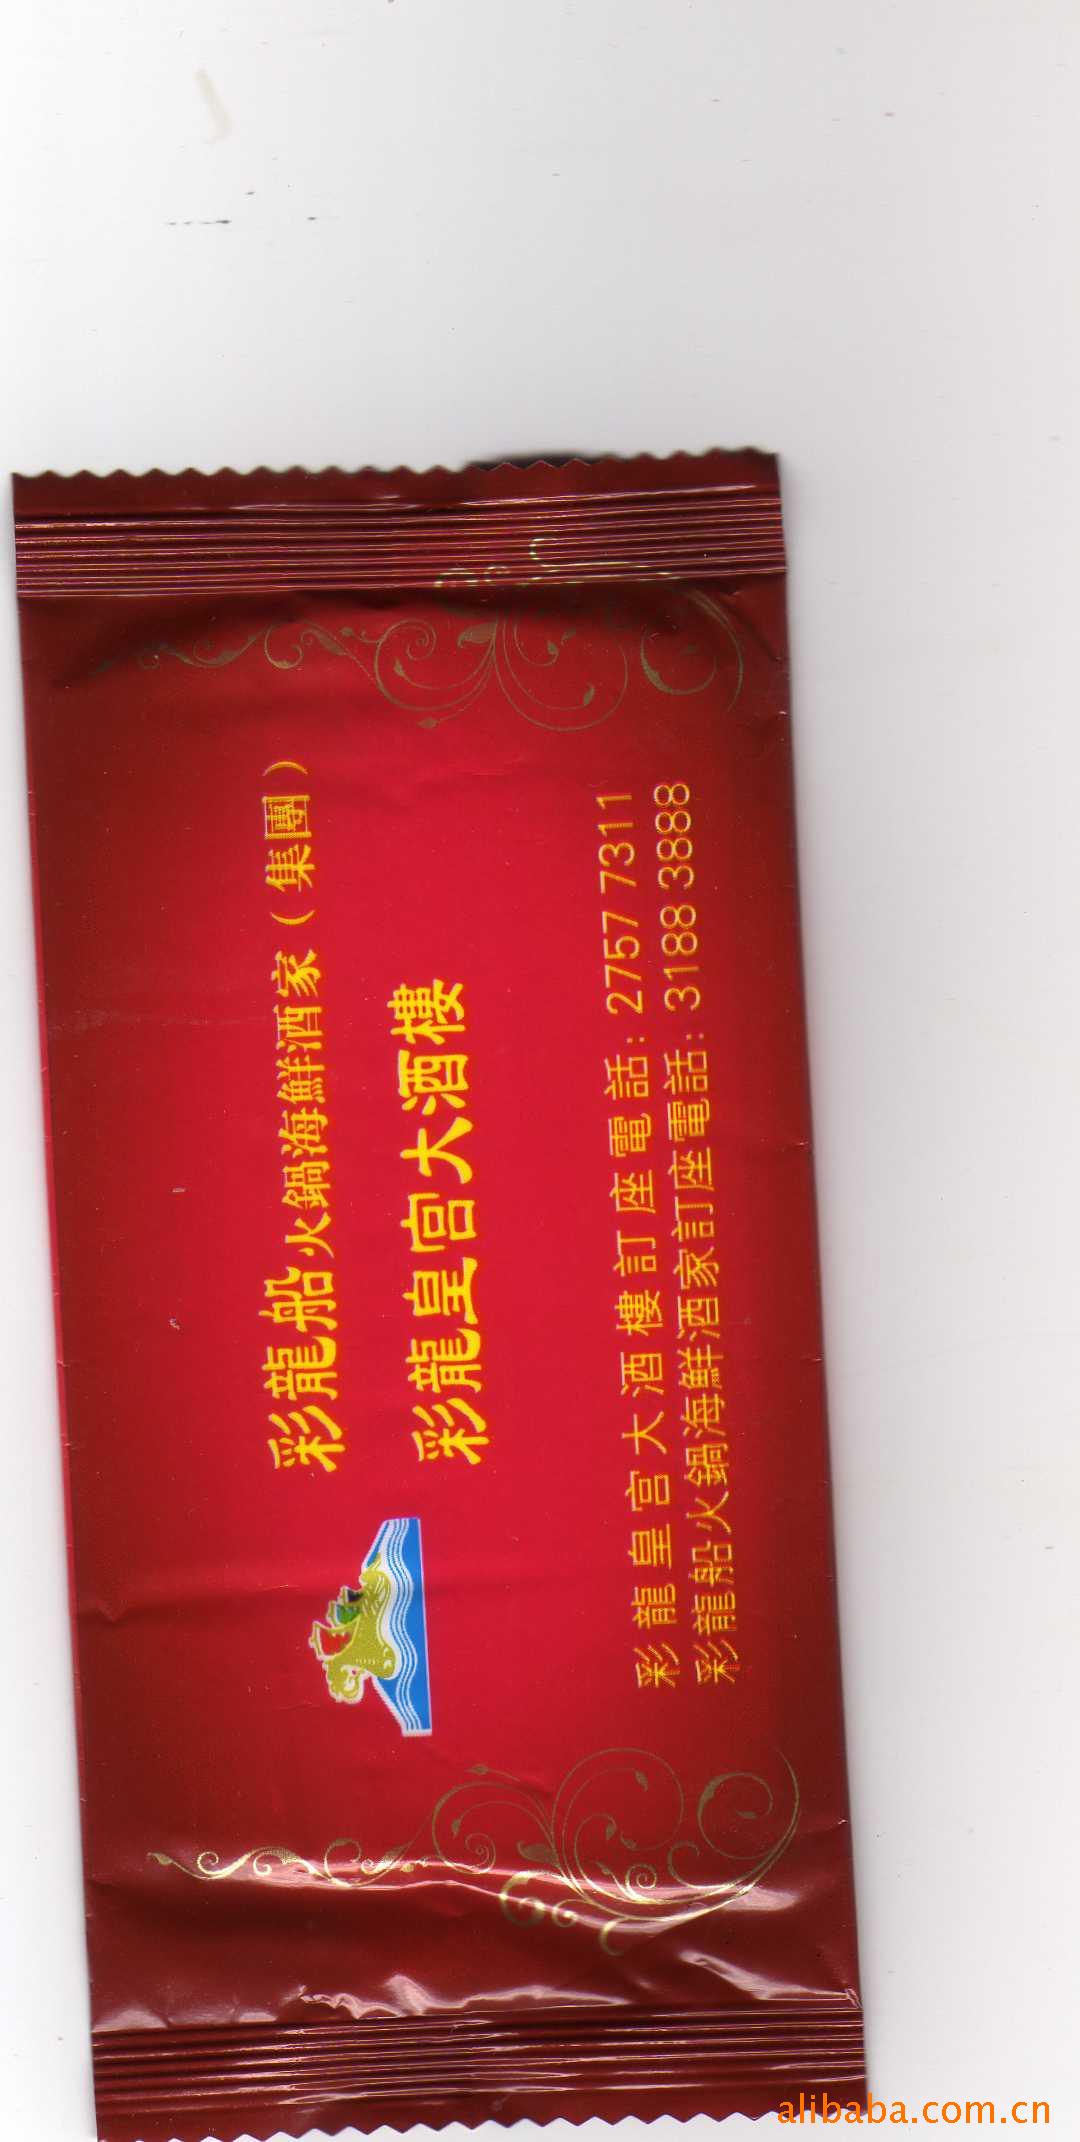 彩龍船火鍋海鮮酒家（集團）
彩龍皇宮大酒樓
彩龍皇宮大酒樓訂座電話: 2757 7311
彩龍船火鍋海鮮酒家訂座電話: 3188 3888
alibaba.com.cn